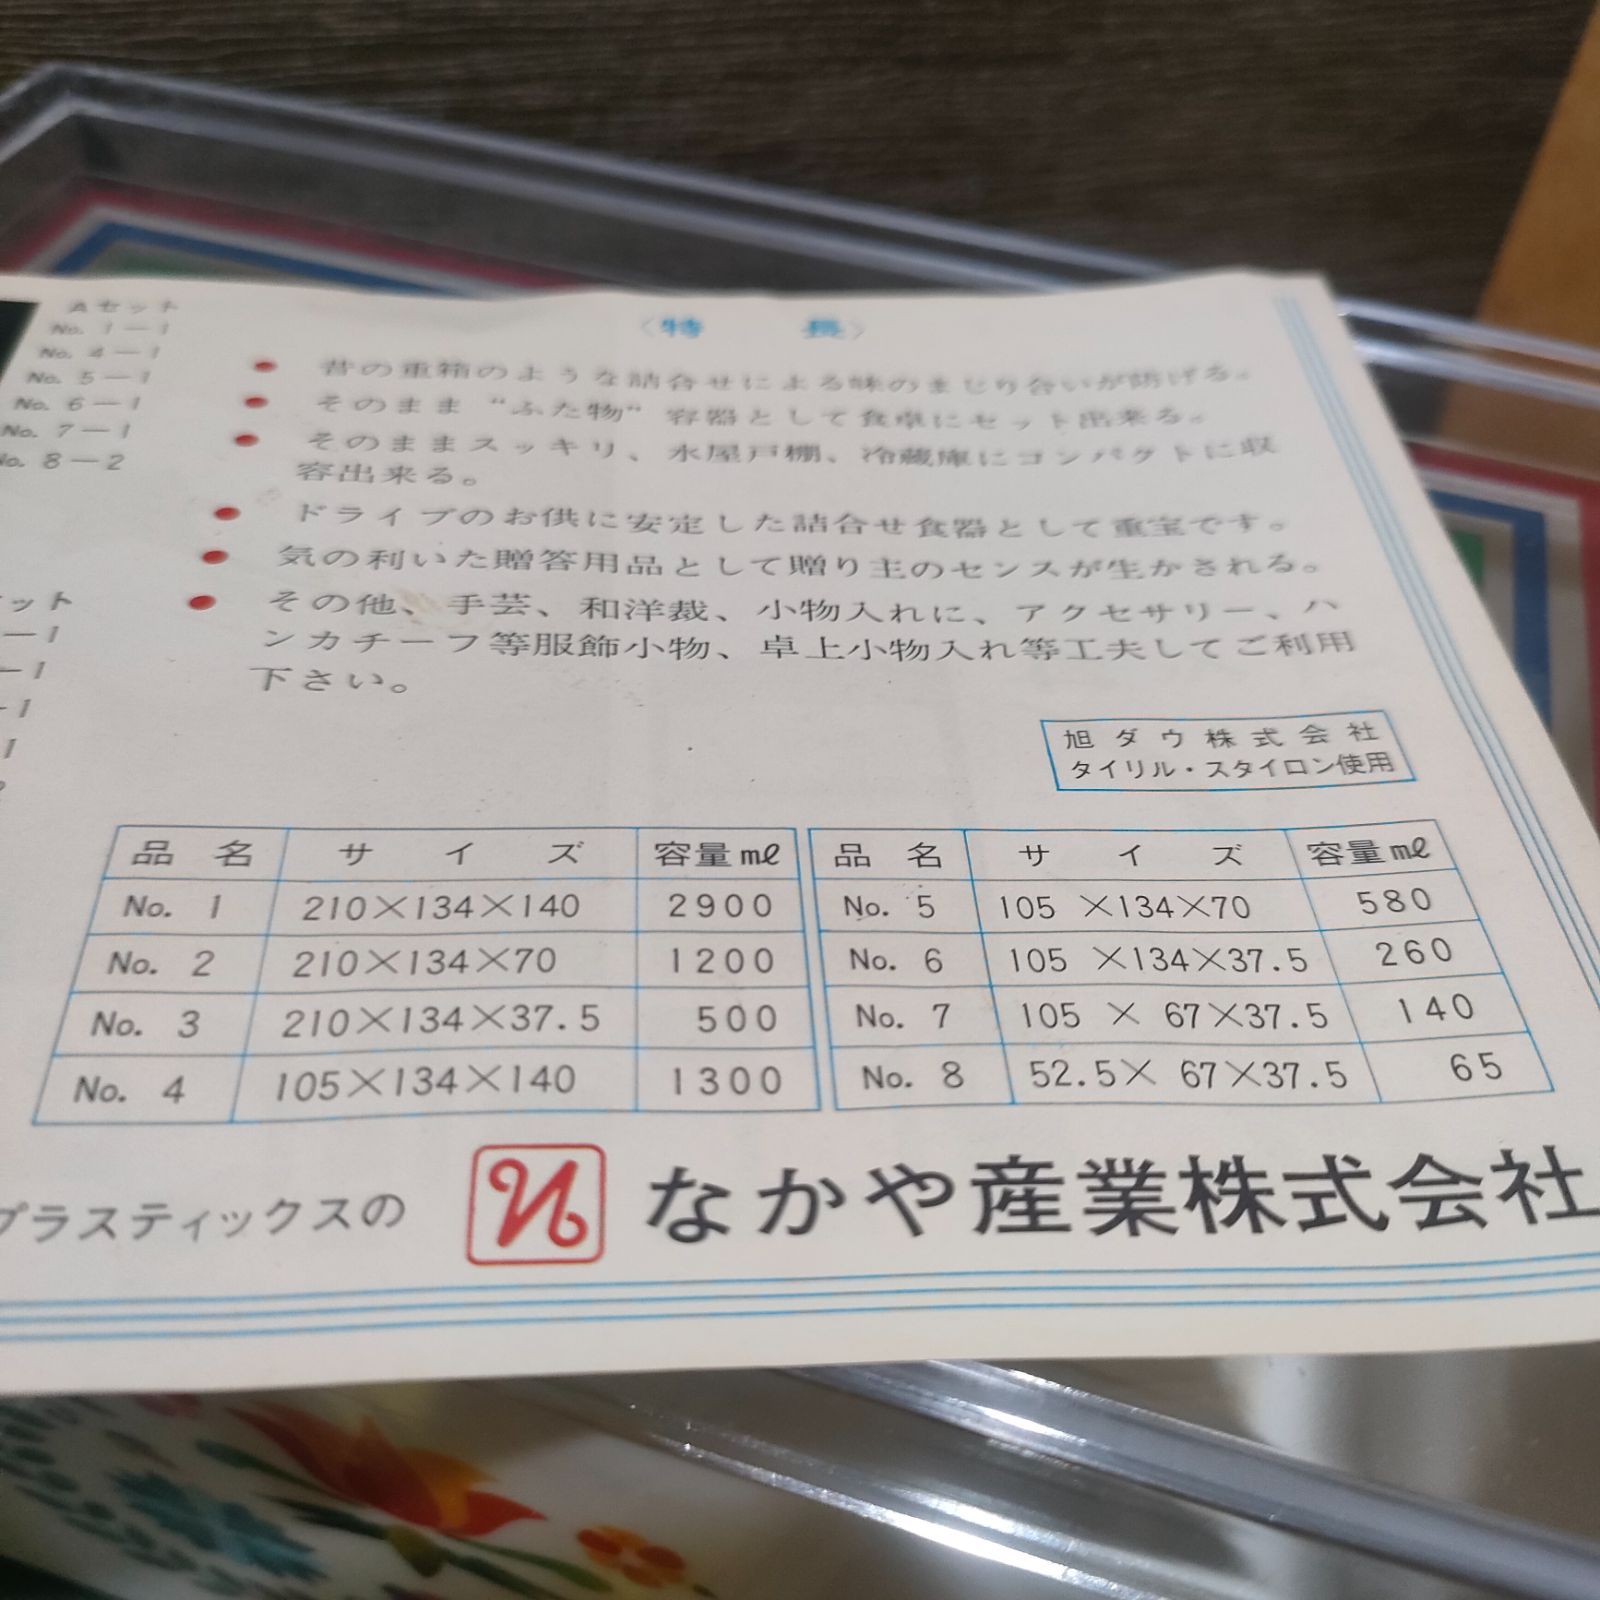 Aセット
No. 1－1
No. 4－1
No. 5－1
No. 6－1
No. 7－1
No. 8－2
〈特　長〉
● 昔の重箱のような詰合せによる味のまじり合いが防げる。
● そのまま“ふた物”容器として食卓にセット出来る。
● そのままスッキリ、水屋戸棚、冷蔵庫にコンパクトに収
容出来る。
● ドライブのお供に安定した詰合せ食器として重宝です。
● 気の利いた贈答用品として贈り主のセンスが生かされる。
● その他、手芸、和洋裁、小物入れに、アクセサリー、ハ
ンカチーフ等服飾小物、卓上小物入れ等工夫してご利用
下さい。
ット
－1
－1
－1
1
旭ダウ株式会社
タイリル・スタイロン使用
品名 サイズ 容量㎖ 品名 サイズ 容量㎖
No. 1 210×134×140 2900 No. 5 105×134×70 580
No. 2 210×134×70 1200 No. 6 105×134×37.5 260
No. 3 210×134×37.5 500 No. 7 105×67×37.5 140
No. 4 105×134×140 1300 No. 8 52.5×67×37.5 65
プラスティックスの なかや産業株式会社